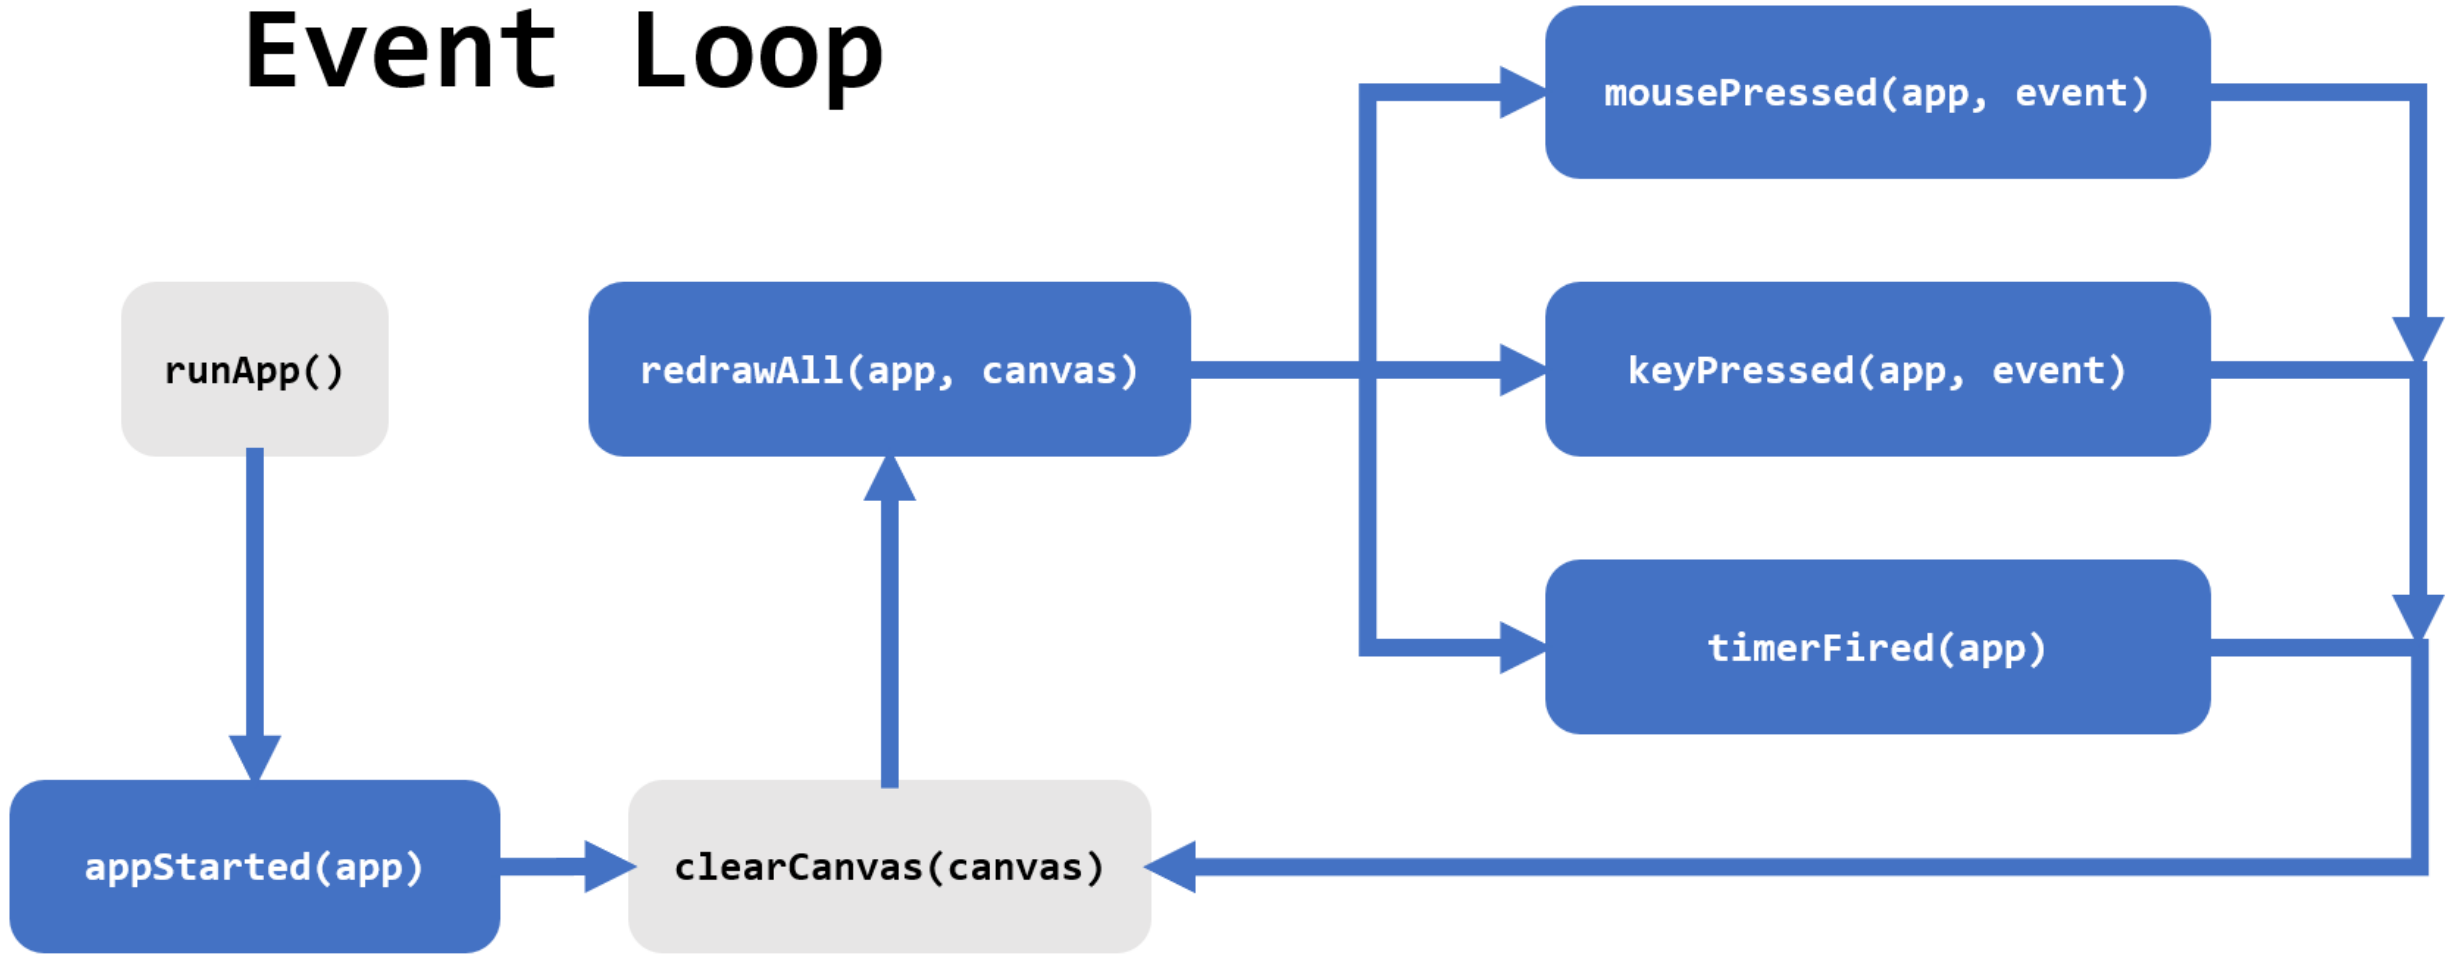 Event Loop
mousePressed(app, event)
runApp()
redrawAll(app, canvas)
keyPressed(app, event)
timerFired(app)
appStarted(app)
clearCanvas(canvas)